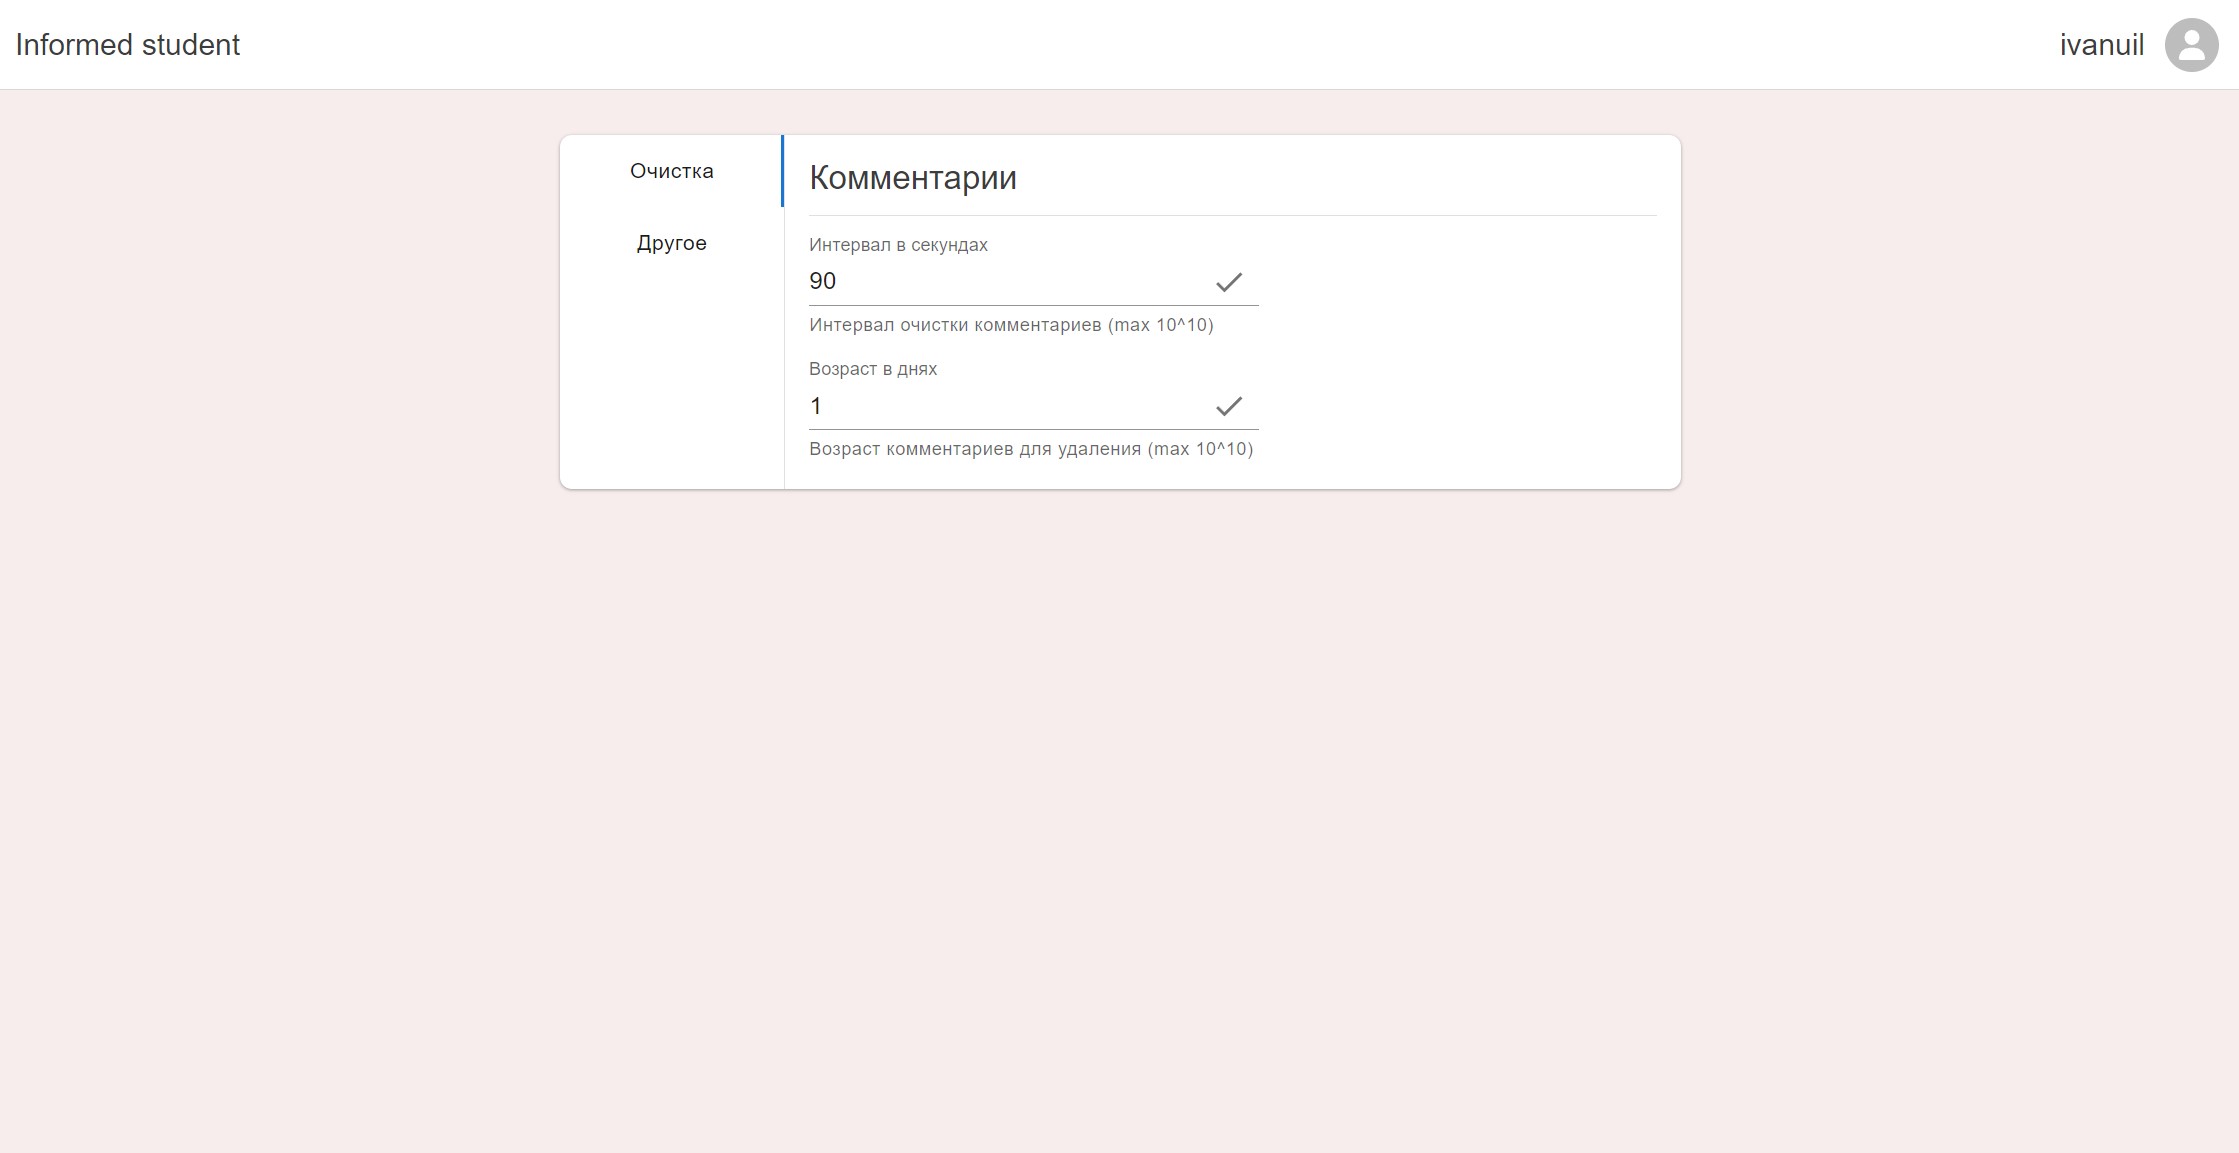 Informed student
ivanuil
Очистка
Другое
Комментарии
Интервал в секундах
90
Интервал очистки комментариев (max 10^10)
Возраст в днях
1
Возраст комментариев для удаления (max 10^10)